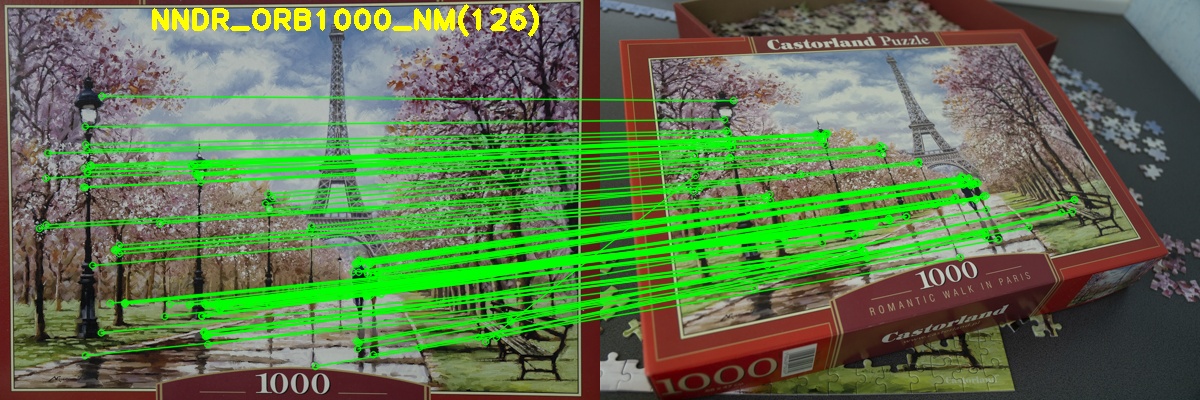 NNDR_ORB1000_NM(126)
1000
Castorland Puzzle
1000
ROMANTIC WALK IN PARIS
Castorland
1000